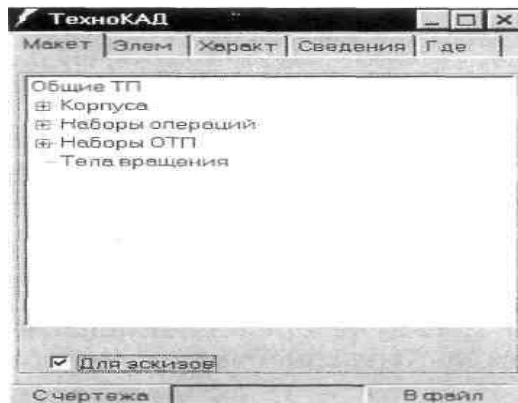 ТехноКАД
Макет Элем Характ Сведения Где
Общие ТП
Корпуса
Наборы операций
Наборы ОТП
Тела вращения
Для эскизов
С чертежа В файл